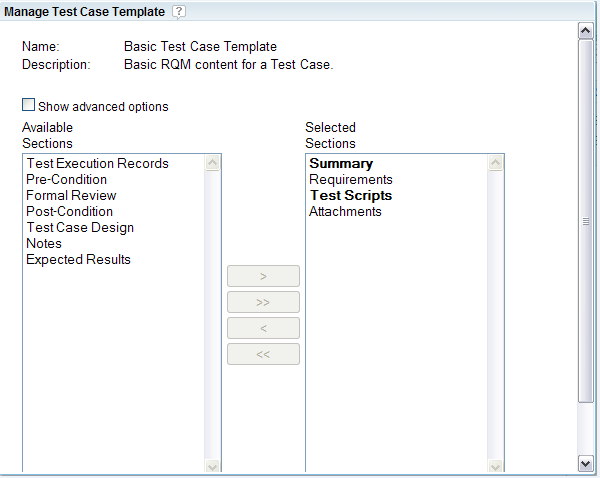 Manage Test Case Template ?
Name: Basic Test Case Template
Description: Basic RQM content for a Test Case.
Show advanced options
Available
Sections
Test Execution Records
Pre-Condition
Formal Review
Post-Condition
Test Case Design
Notes
Expected Results
>
>>
<
<<
Selected
Sections
Summary
Requirements
Test Scripts
Attachments